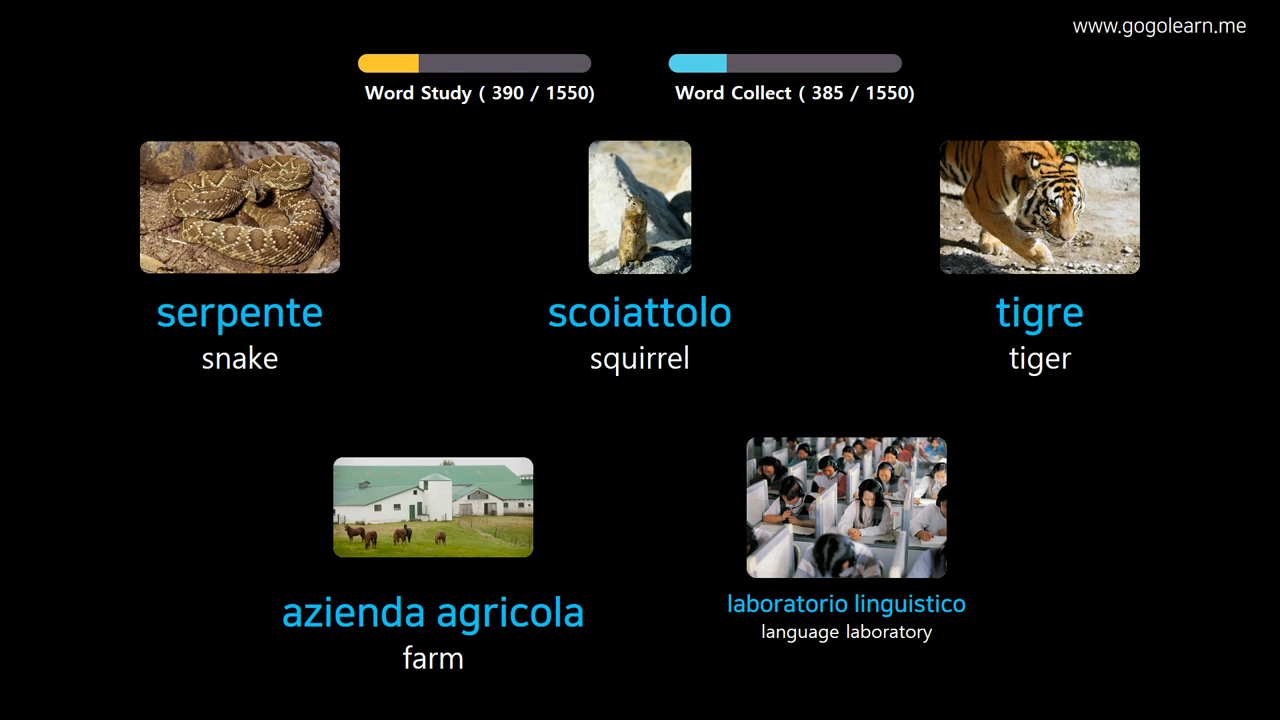 www.gogolearn.me
Word Study ( 390 / 1550)
Word Collect ( 385 / 1550)
serpente
snake
scoiattolo
squirrel
tigre
tiger
azienda agricola
farm
laboratorio linguistico
language laboratory